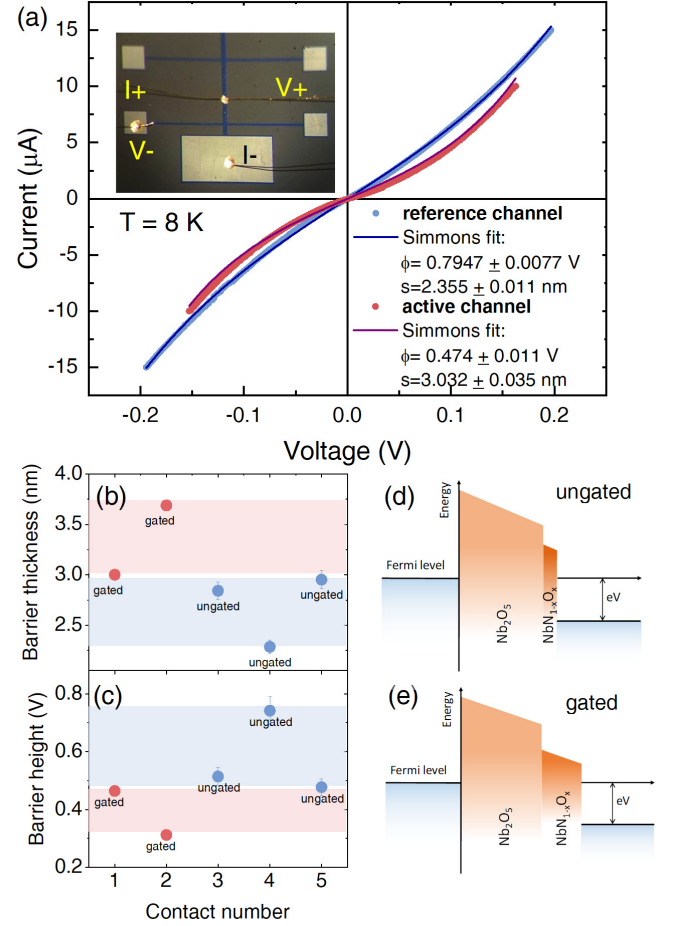 (a)
15
10
5
0
-5
-10
-15
Current (μA)
I+
V+
V-
I-
T = 8 K
reference channel
Simmons fit:
ϕ= 0.7947 ± 0.0077 V
s=2.355 ± 0.011 nm
active channel
Simmons fit:
ϕ= 0.474 ± 0.011 V
s=3.032 ± 0.035 nm
-0.2
-0.1
0.0
0.1
0.2
Voltage (V)
(b)
4.0
3.5
3.0
2.5
Barrier thickness (nm)
gated
gated
ungated
ungated
ungated
(c)
0.8
0.6
0.4
0.2
Barrier height (V)
gated
gated
ungated
ungated
ungated
1
2
3
4
5
Contact number
(d)
ungated
Energy
Fermi level
Nb₂O₅
NbN₁₋ₓOₓ
eV
(e)
gated
Energy
Fermi level
Nb₂O₅
NbN₁₋ₓOₓ
eV